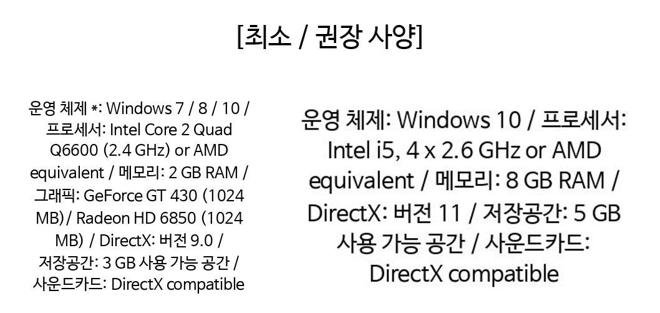 [최소 / 권장 사양]
운영 체제 *: Windows 7 / 8 / 10 /
프로세서: Intel Core 2 Quad
Q6600 (2.4 GHz) or AMD
equivalent / 메모리: 2 GB RAM /
그래픽: GeForce GT 430 (1024
MB)/ Radeon HD 6850 (1024
MB) / DirectX: 버전 9.0 /
저장공간: 3 GB 사용 가능 공간 /
사운드카드: DirectX compatible
운영 체제: Windows 10 / 프로세서:
Intel i5, 4 x 2.6 GHz or AMD
equivalent / 메모리: 8 GB RAM /
DirectX: 버전 11 / 저장공간: 5 GB
사용 가능 공간 / 사운드카드:
DirectX compatible